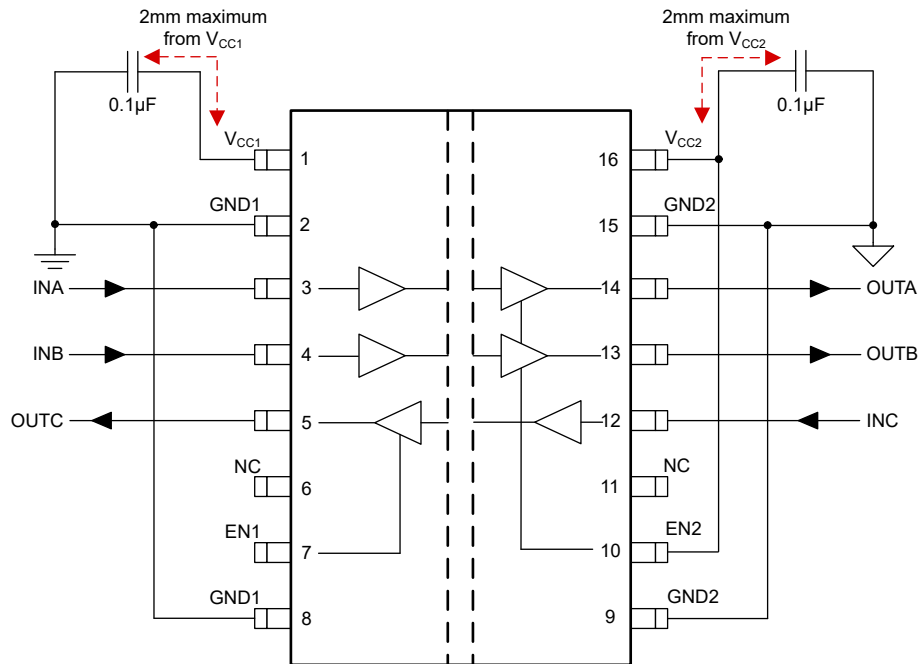 2mm maximum
from VCC1
2mm maximum
from VCC2
0.1µF
0.1µF
VCC1
1
16
VCC2
GND1
2
15
GND2
INA
3
14
OUTA
INB
4
13
OUTB
OUTC
5
12
INC
NC
6
11
NC
EN1
7
10
EN2
GND1
8
9
GND2